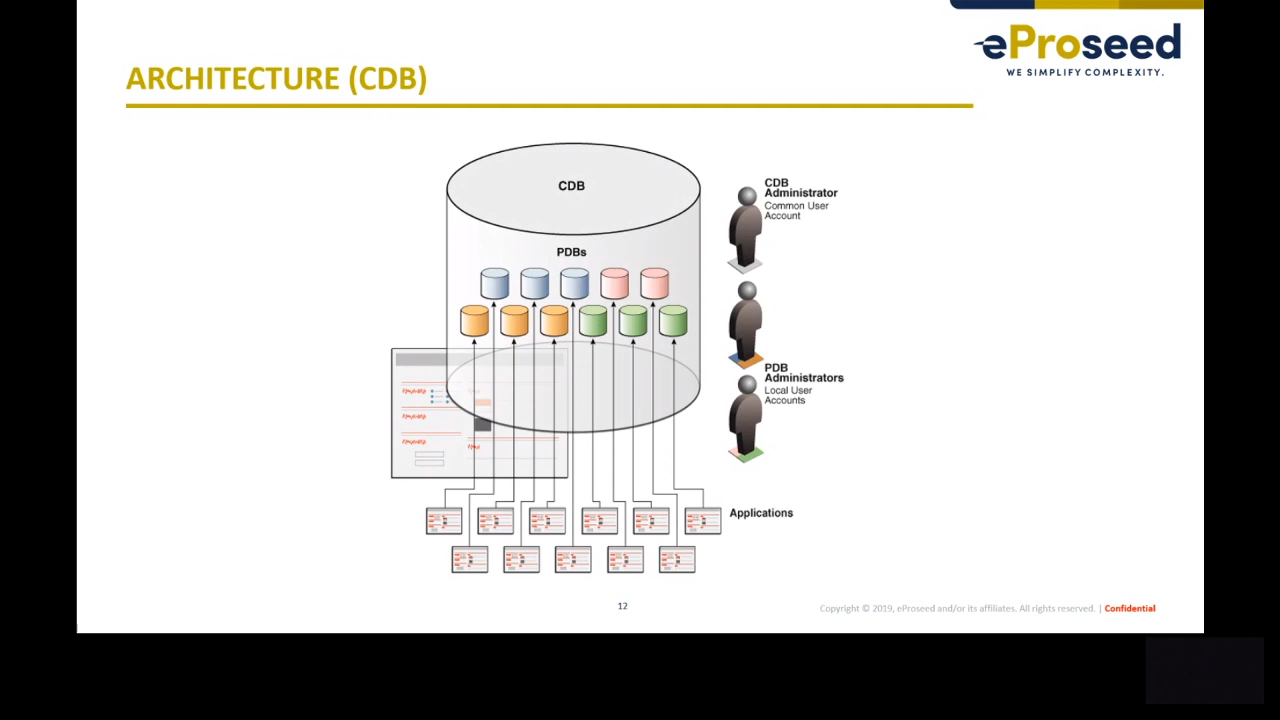 eProseed
WE SIMPLIFY COMPLEXITY.
ARCHITECTURE (CDB)
CDB
PDBs
CDB
Administrator
Common User
Account
PDB
Administrators
Local User
Accounts
Applications
12
Copyright © 2019, eProseed and/or its affiliates. All rights reserved. | Confidential